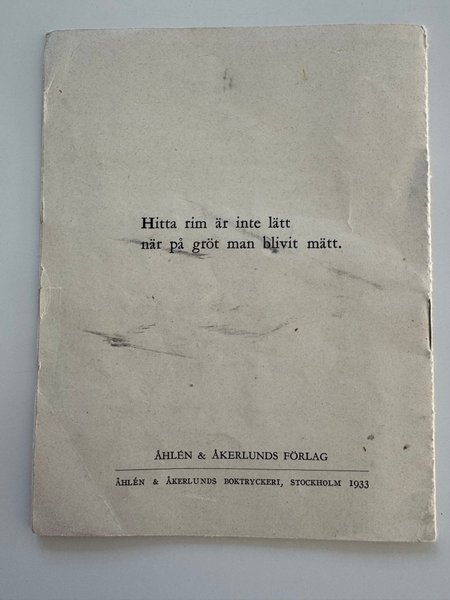 Hitta rim är inte lätt
när på gröt man blivit mätt.
ÅHLÉN & ÅKERLUNDS FÖRLAG
ÅHLÉN & ÅKERLUNDS BOKTRYCKERI, STOCKHOLM 1933